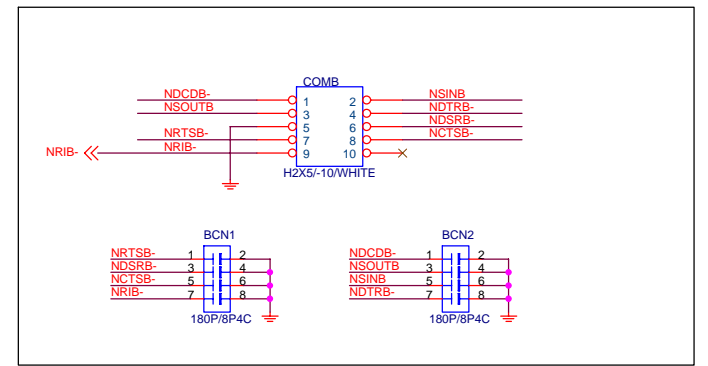 COMB
NDCDB- 1 2 NSINB
NSOUTB 3 4 NDTRB-
5 6 NDSRB-
NRTSB- 7 8 NCTSB-
NRIB- NRIB- 9 10
H2X5/-10/WHITE
BCN1
NRTSB- 1 2
NDSRB- 3 4
NCTSB- 5 6
NRIB- 7 8
180P/8P4C
BCN2
NDCDB- 1 2
NSOUTB 3 4
NSINB 5 6
NDTRB- 7 8
180P/8P4C